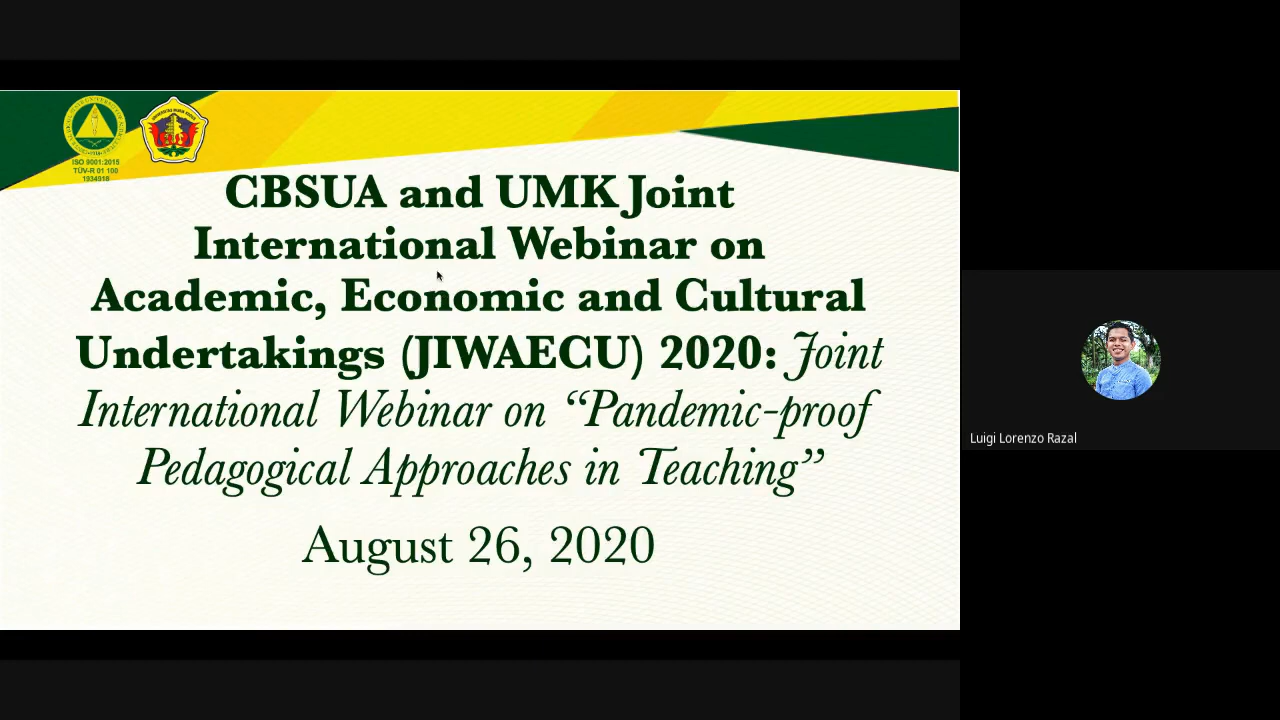 ISO 9001:2015
TÜV-R 01 100
1934918
CBSUA and UMK Joint
International Webinar on
Academic, Economic and Cultural
Undertakings (JIWAECU) 2020: Joint
International Webinar on “Pandemic-proof
Pedagogical Approaches in Teaching”
August 26, 2020
Luigi Lorenzo Razal